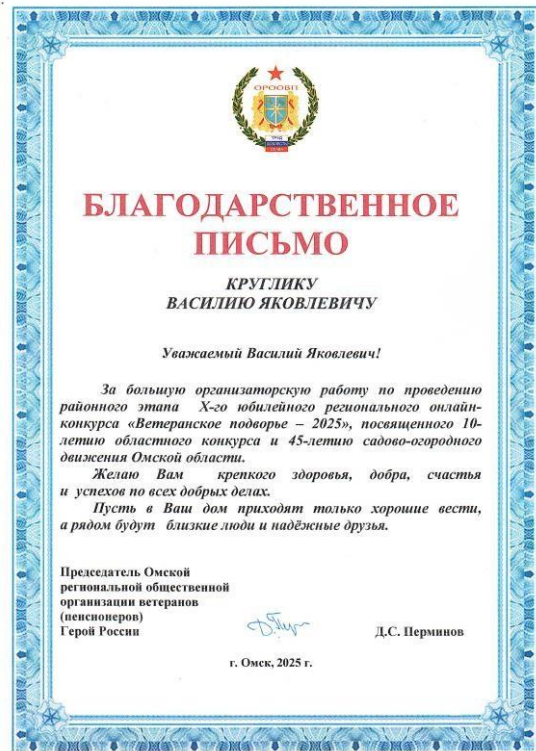 ОРООВП
БЛАГОДАРСТВЕННОЕ
ПИСЬМО
КРУГЛИКУ
ВАСИЛИЮ ЯКОВЛЕВИЧУ
Уважаемый Василий Яковлевич!
За большую организаторскую работу по проведению
районного этапа X-го юбилейного регионального онлайн-
конкурса «Ветеранское подворье – 2025», посвященного 10-
летию областного конкурса и 45-летию садово-огородного
движения Омской области.
Желаю Вам крепкого здоровья, добра, счастья
и успехов по всех добрых делах.
Пусть в Ваш дом приходят только хорошие вести,
а рядом будут близкие люди и надёжные друзья.
Председатель Омской
региональной общественной
организации ветеранов
(пенсионеров)
Герой России Д.С. Перминов
г. Омск, 2025 г.